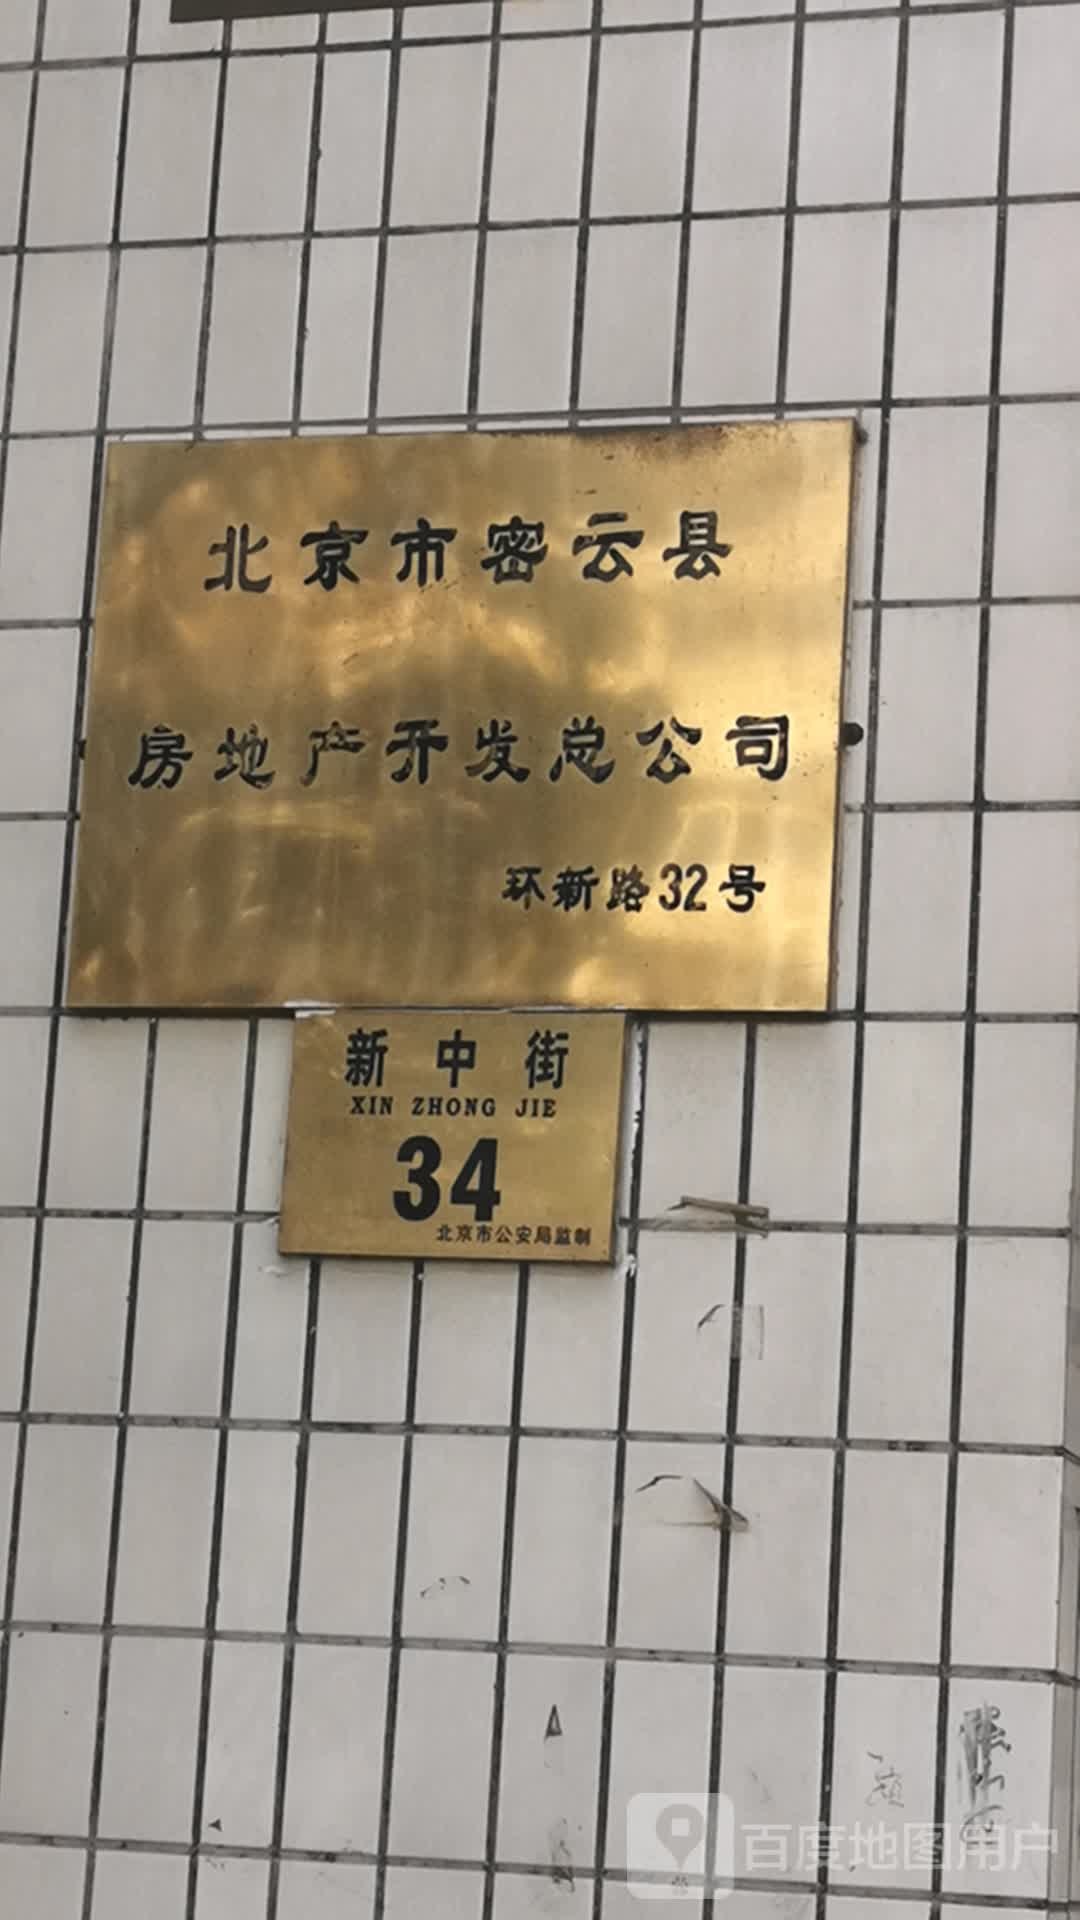 北京市密云县
房地产开发总公司
环新路32号
新中街
XIN ZHONG JIE
34
北京市公安局监制
百度地图用户